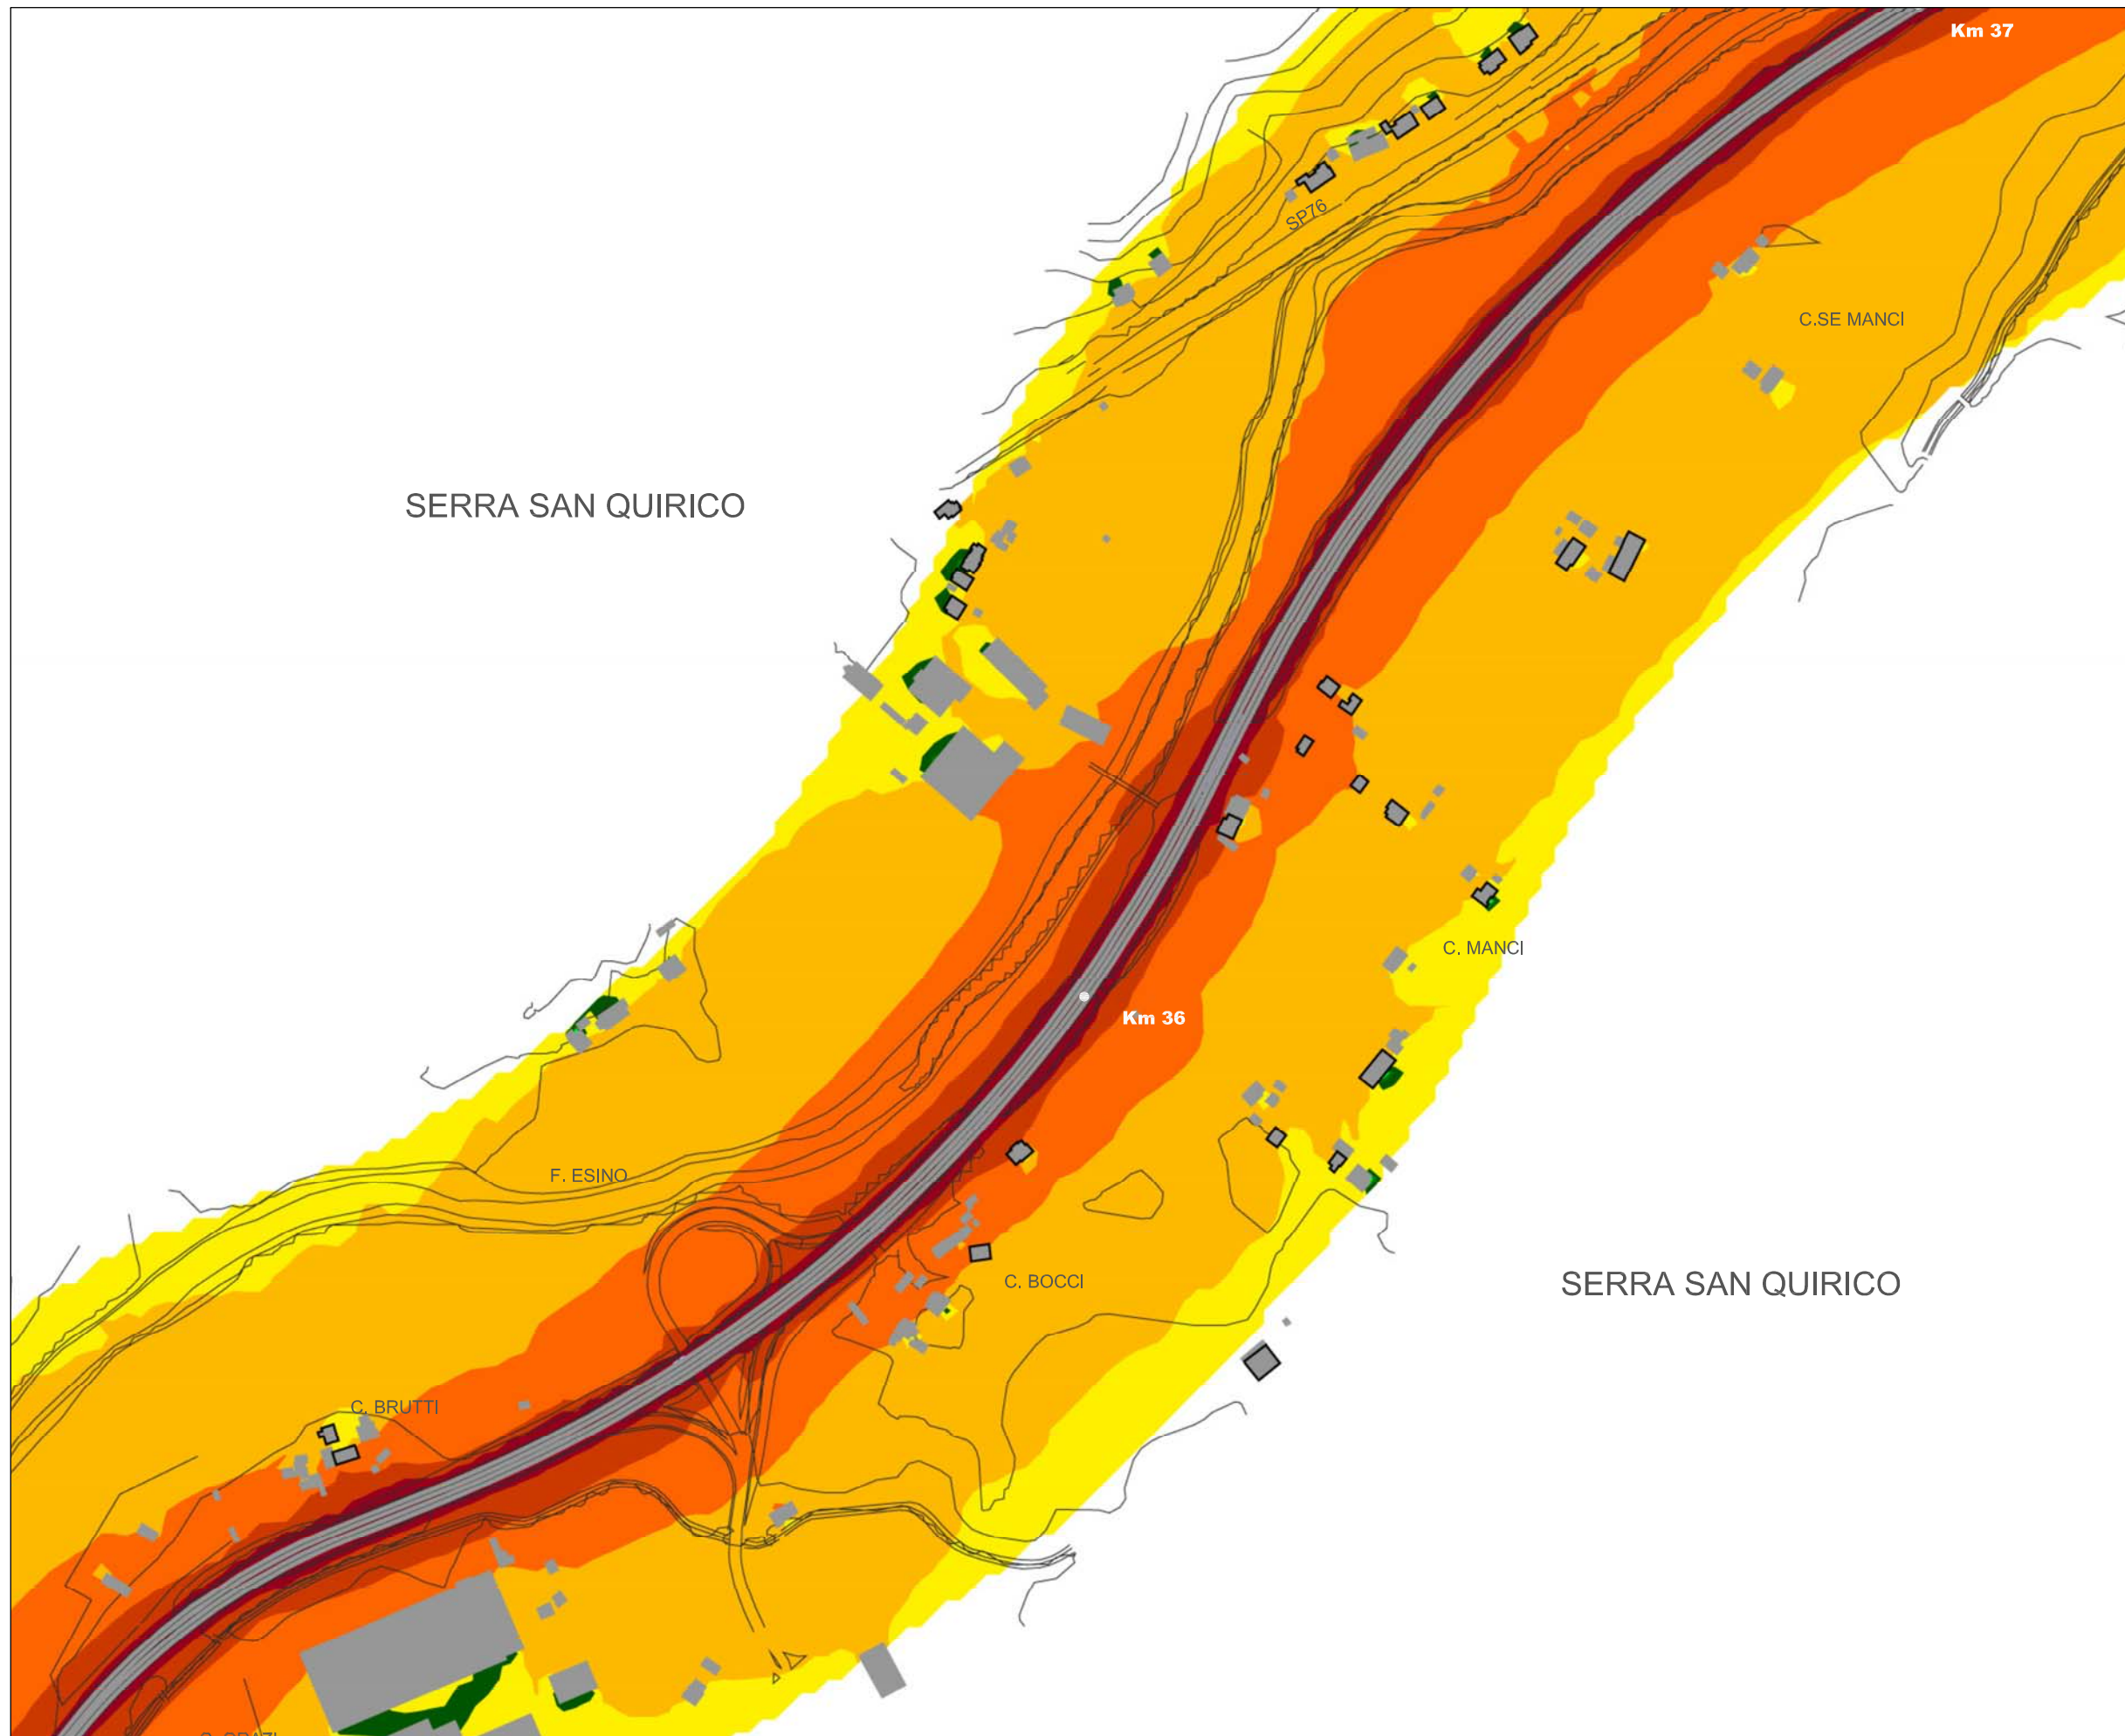 Km 37
SP76
C.SE MANCI
SERRA SAN QUIRICO
C. MANCI
Km 36
F. ESINO
C. BOCCI
SERRA SAN QUIRICO
C. BRUTTI